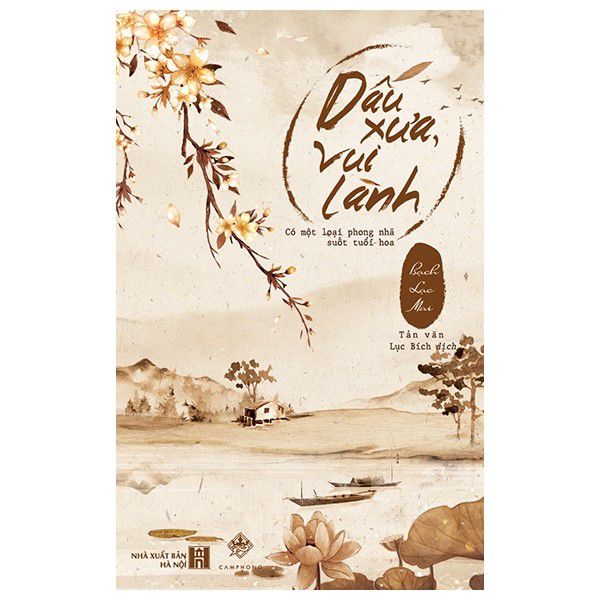 Dấu
xưa,
vui
lành
Có một loại phong nhã
suốt tuổi hoa
Bạch
Lạc
Mai
Tản văn
Lục Bích dịch
NHÀ XUẤT BẢN
HÀ NỘI
CAMPHONG